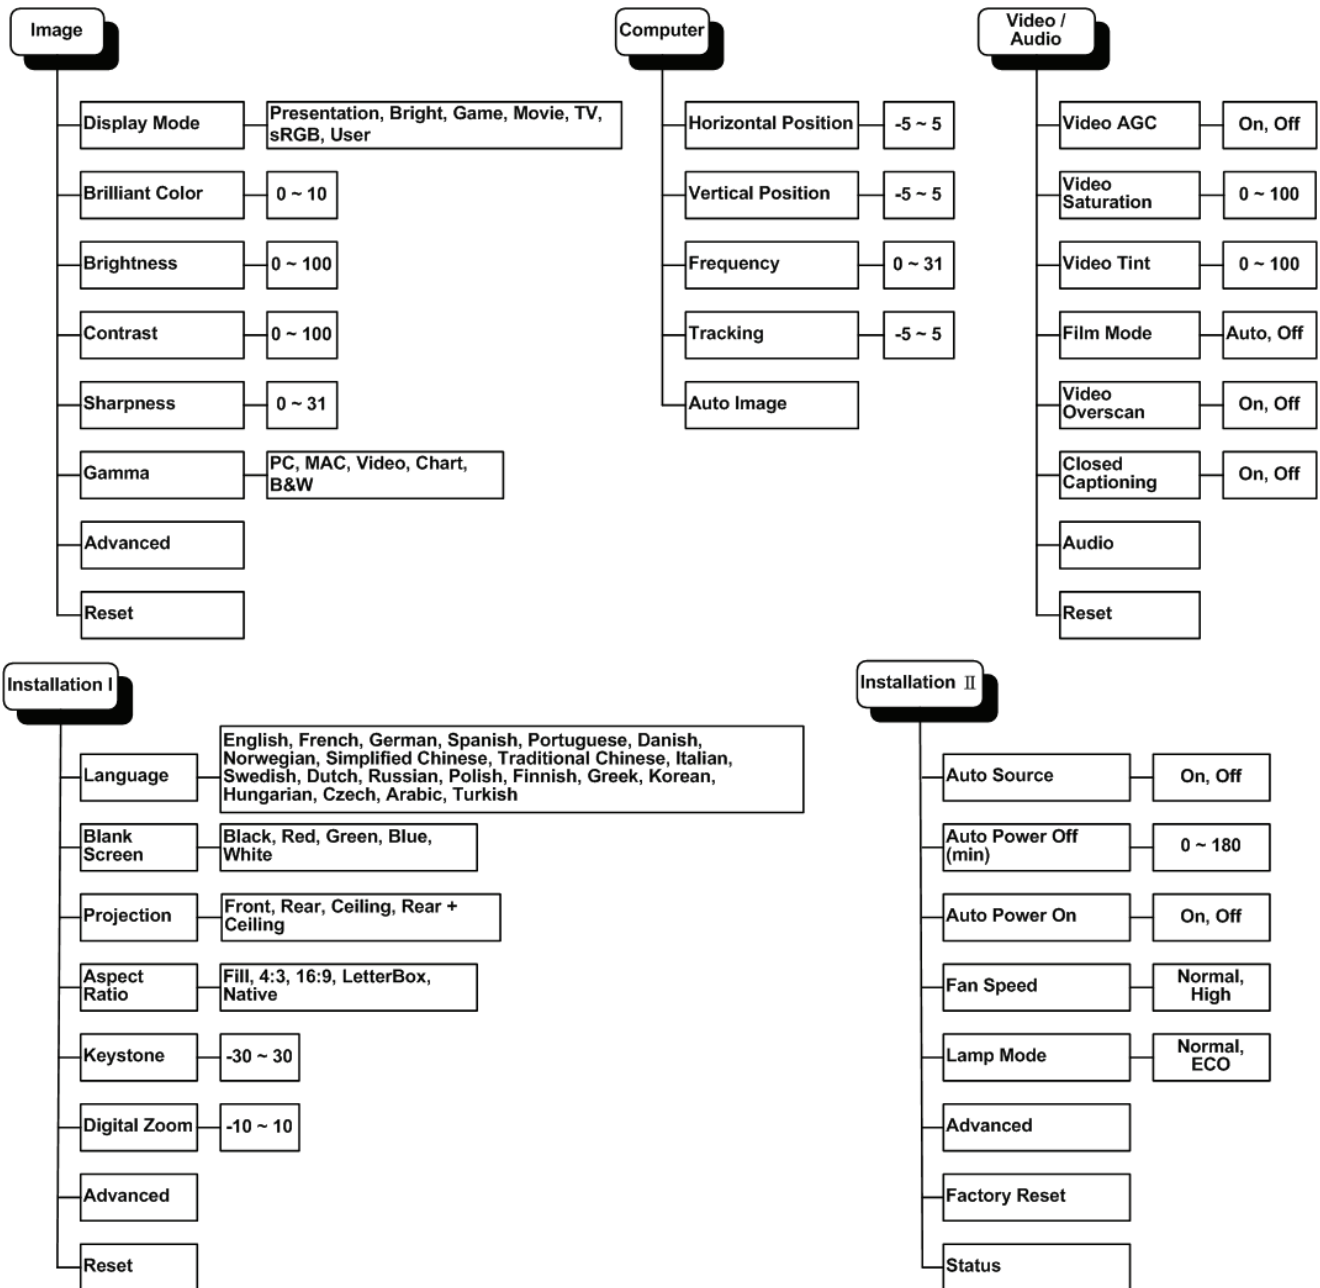 Image
Display Mode
Presentation, Bright, Game, Movie, TV,
sRGB, User
Brilliant Color
0 ~ 10
Brightness
0 ~ 100
Contrast
0 ~ 100
Sharpness
0 ~ 31
Gamma
PC, MAC, Video, Chart,
B&W
Advanced
Reset
Computer
Horizontal Position
-5 ~ 5
Vertical Position
-5 ~ 5
Frequency
0 ~ 31
Tracking
-5 ~ 5
Auto Image
Video /
Audio
Video AGC
On, Off
Video
Saturation
0 ~ 100
Video Tint
0 ~ 100
Film Mode
Auto, Off
Video
Overscan
On, Off
Closed
Captioning
On, Off
Audio
Reset
Installation I
Language
English, French, German, Spanish, Portuguese, Danish,
Norwegian, Simplified Chinese, Traditional Chinese, Italian,
Swedish, Dutch, Russian, Polish, Finnish, Greek, Korean,
Hungarian, Czech, Arabic, Turkish
Blank
Screen
Black, Red, Green, Blue,
White
Projection
Front, Rear, Ceiling, Rear +
Ceiling
Aspect
Ratio
Fill, 4:3, 16:9, LetterBox,
Native
Keystone
-30 ~ 30
Digital Zoom
-10 ~ 10
Advanced
Reset
Installation Ⅱ
Auto Source
On, Off
Auto Power Off
(min)
0 ~ 180
Auto Power On
On, Off
Fan Speed
Normal,
High
Lamp Mode
Normal,
ECO
Advanced
Factory Reset
Status